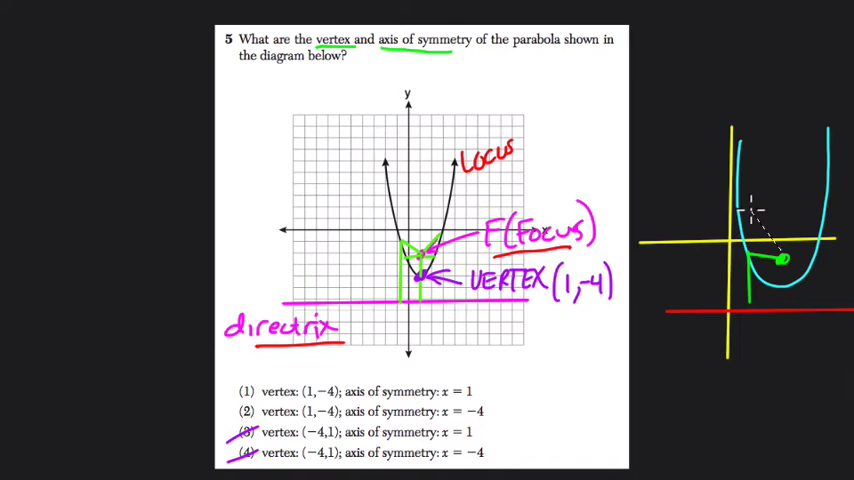 5 What are the vertex and axis of symmetry of the parabola shown in
the diagram below?
y
Locus
F(Focus)
x
VERTEX (1,-4)
directrix
(1) vertex: (1,−4); axis of symmetry: x = 1
(2) vertex: (1,−4); axis of symmetry: x = −4
(3) vertex: (−4,1); axis of symmetry: x = 1
(4) vertex: (−4,1); axis of symmetry: x = −4